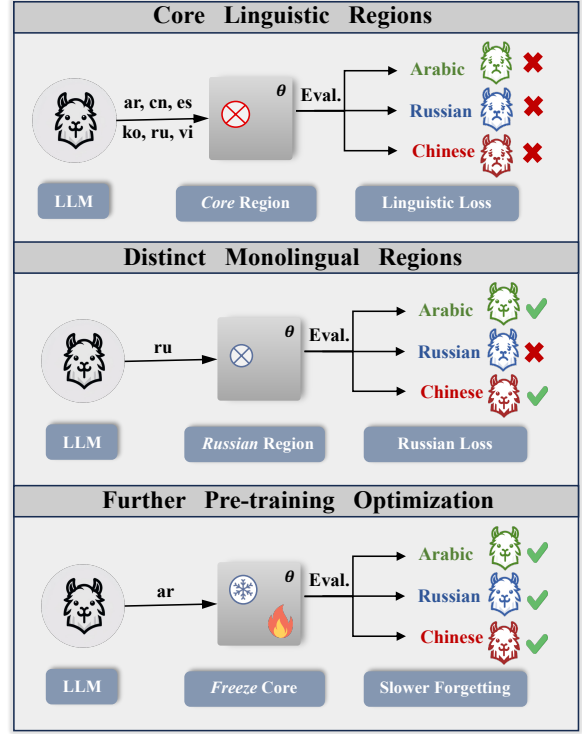 Core Linguistic Regions
ar, cn, es
ko, ru, vi
θ
Eval.
Arabic
Russian
Chinese
LLM
Core Region
Linguistic Loss
Distinct Monolingual Regions
ru
θ
Eval.
Arabic
Russian
Chinese
LLM
Russian Region
Russian Loss
Further Pre-training Optimization
ar
θ
Eval.
Arabic
Russian
Chinese
LLM
Freeze Core
Slower Forgetting